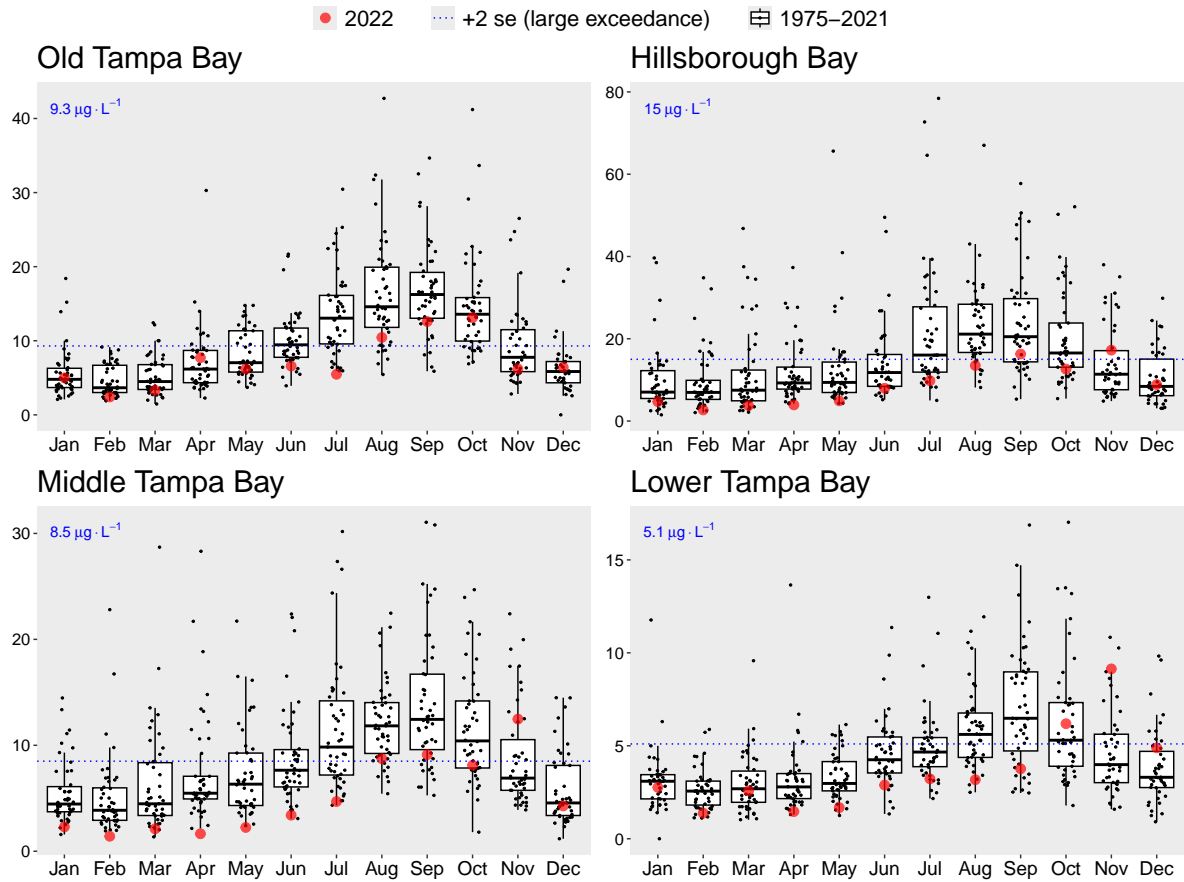 2022 +2 se (large exceedance) 1975−2021
Old Tampa Bay
9.3 μg⋅L⁻¹
40
30
20
10
0
Jan Feb Mar Apr May Jun Jul Aug Sep Oct Nov Dec
Hillsborough Bay
15 μg⋅L⁻¹
80
60
40
20
0
Jan Feb Mar Apr May Jun Jul Aug Sep Oct Nov Dec
Middle Tampa Bay
8.5 μg⋅L⁻¹
30
20
10
0
Jan Feb Mar Apr May Jun Jul Aug Sep Oct Nov Dec
Lower Tampa Bay
5.1 μg⋅L⁻¹
15
10
5
0
Jan Feb Mar Apr May Jun Jul Aug Sep Oct Nov Dec